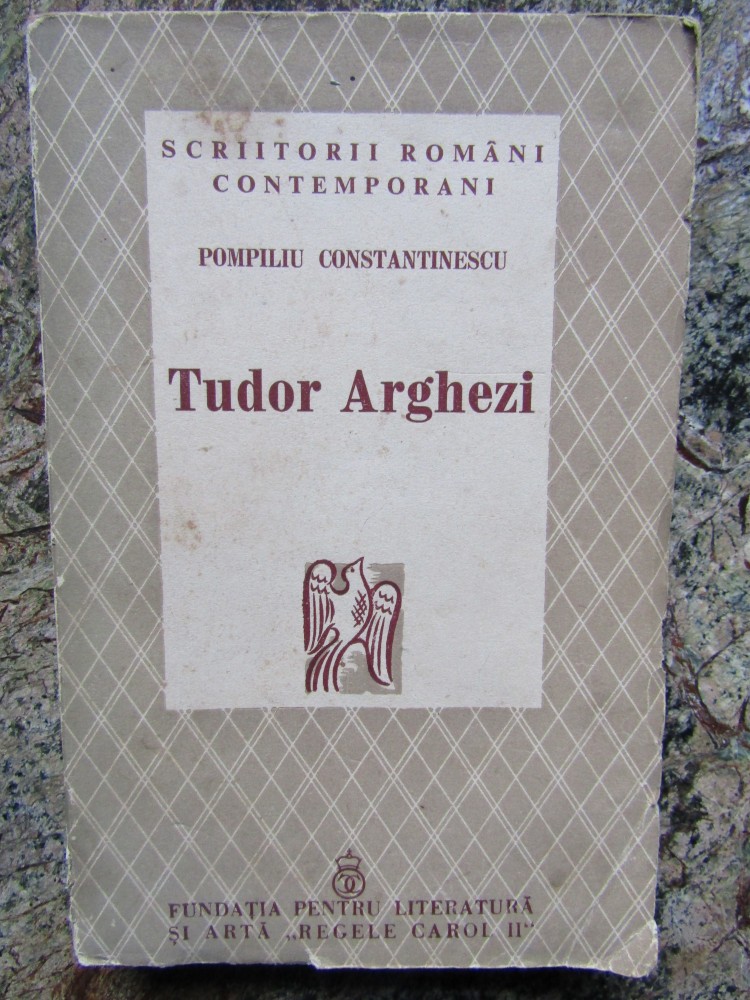 SCRIITORII ROMÂNI
CONTEMPORANI
POMPILIU CONSTANTINESCU
Tudor Arghezi
FUNDAȚIA PENTRU LITERATURĂ
ȘI ARTĂ „REGELE CAROL II“